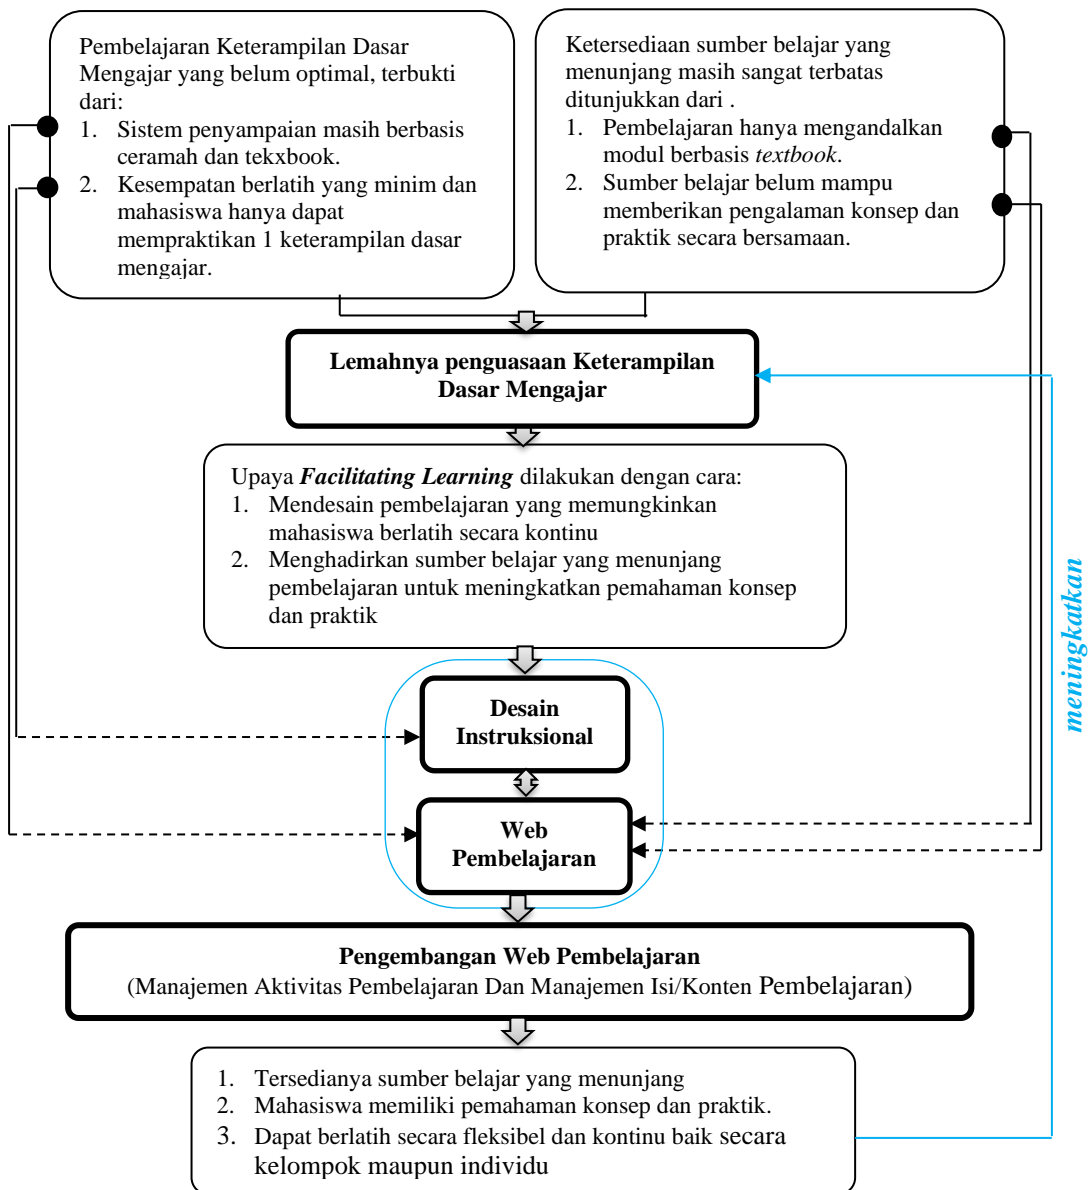 Pembelajaran Keterampilan Dasar
Mengajar yang belum optimal, terbukti
dari:
1. Sistem penyampaian masih berbasis
ceramah dan tekxbook.
2. Kesempatan berlatih yang minim dan
mahasiswa hanya dapat
mempraktikan 1 keterampilan dasar
mengajar.
Ketersediaan sumber belajar yang
menunjang masih sangat terbatas
ditunjukkan dari .
1. Pembelajaran hanya mengandalkan
modul berbasis textbook.
2. Sumber belajar belum mampu
memberikan pengalaman konsep dan
praktik secara bersamaan.
Lemahnya penguasaan Keterampilan
Dasar Mengajar
Upaya Facilitating Learning dilakukan dengan cara:
1. Mendesain pembelajaran yang memungkinkan
mahasiswa berlatih secara kontinu
2. Menghadirkan sumber belajar yang menunjang
pembelajaran untuk meningkatkan pemahaman konsep
dan praktik
meningkatkan
Desain
Instruksional
Web
Pembelajaran
Pengembangan Web Pembelajaran
(Manajemen Aktivitas Pembelajaran Dan Manajemen Isi/Konten Pembelajaran)
1. Tersedianya sumber belajar yang menunjang
2. Mahasiswa memiliki pemahaman konsep dan praktik.
3. Dapat berlatih secara fleksibel dan kontinu baik secara
kelompok maupun individu